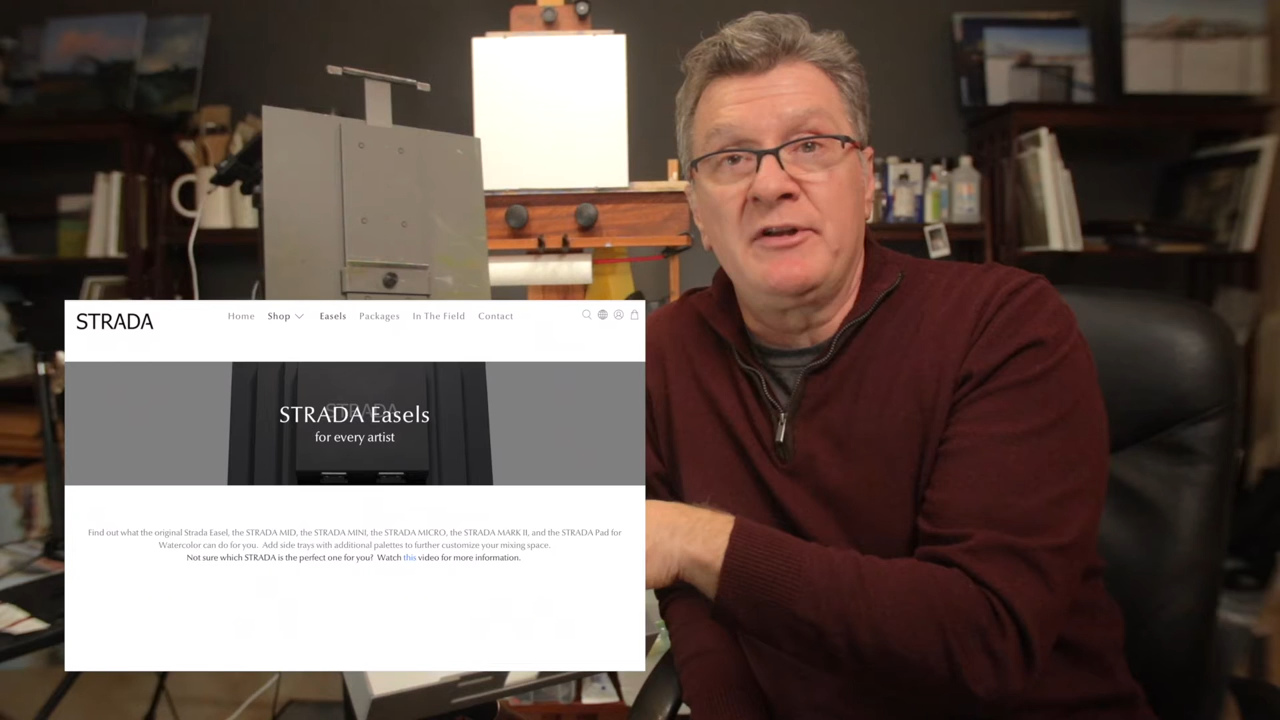 STRADA
Home Shop Easels Packages In The Field Contact
STRADA
STRADA Easels
for every artist
Find out what the original Strada Easel, the STRADA MID, the STRADA MINI, the STRADA MICRO, the STRADA MARK II, and the STRADA Pad for
Watercolor can do for you. Add side trays with additional palettes to further customize your mixing space.
Not sure which STRADA is the perfect one for you? Watch this video for more information.